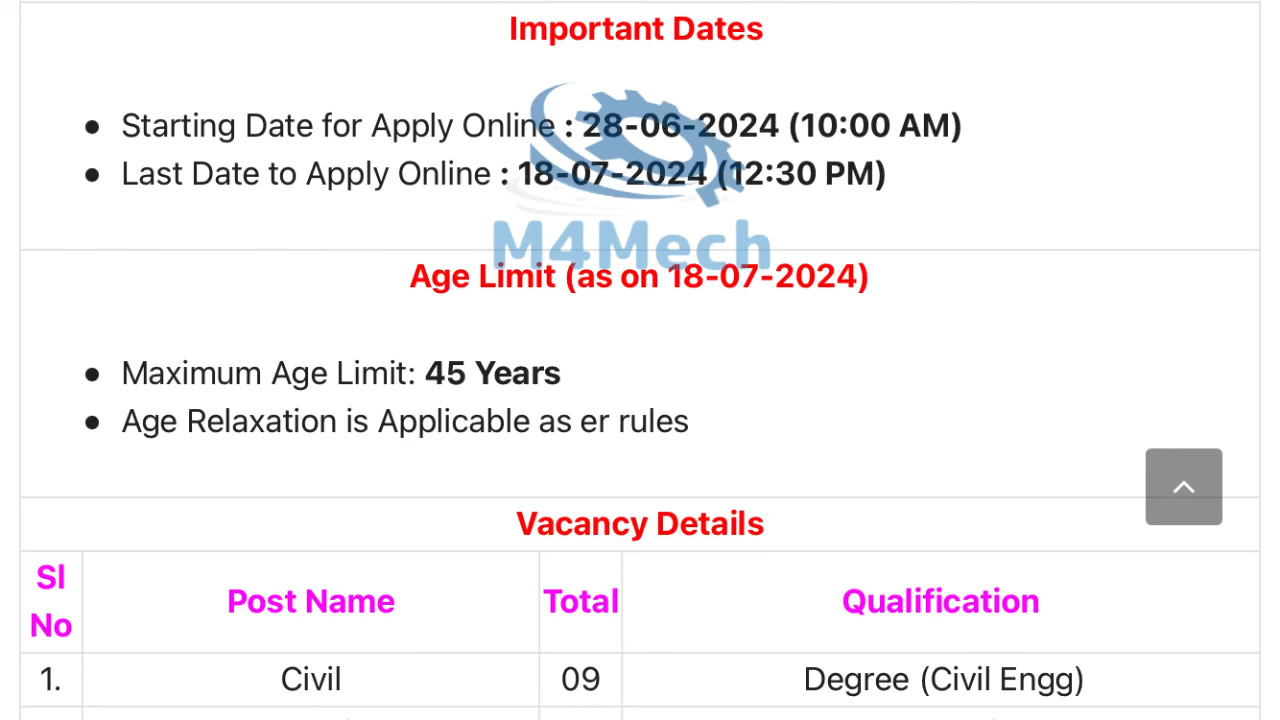 Important Dates
● Starting Date for Apply Online : 28-06-2024 (10:00 AM)
● Last Date to Apply Online : 18-07-2024 (12:30 PM)
M4Mech
Age Limit (as on 18-07-2024)
● Maximum Age Limit: 45 Years
● Age Relaxation is Applicable as er rules
Vacancy Details
Sl No Post Name Total Qualification
1. Civil 09 Degree (Civil Engg)